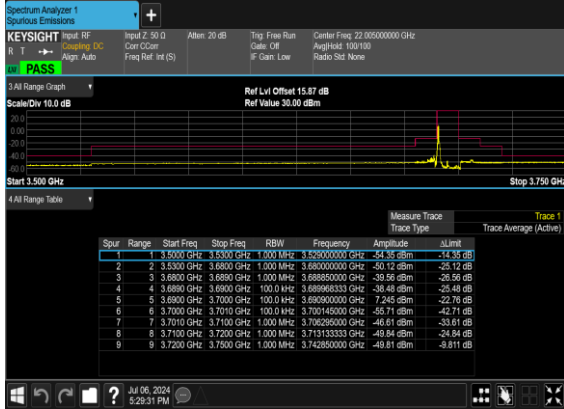 Spectrum Analyzer 1
Spurious Emissions
KEYSIGHT Input: RF Input Z: 50 Ω Atten: 20 dB Trig: Free Run Center Freq: 22.005000000 GHz
R T Coupling: DC Corr CCorr Gate: Off Avg|Hold: 100/100
Align: Auto Freq Ref: Int (S) IF Gain: Low Radio Std: None
PASS
3 All Range Graph
Ref Lvl Offset 15.87 dB
Scale/Div 10.0 dB Ref Value 30.00 dBm
20.0
0.00
-20.0
-40.0
-60.0
Start 3.500 GHz Stop 3.750 GHz
4 All Range Table
Measure Trace Trace 1
Trace Type Trace Average (Active)
Spur Range Start Freq Stop Freq RBW Frequency Amplitude ΔLimit
1 1 3.5000 GHz 3.5300 GHz 1.000 MHz 3.529000000 GHz -54.35 dBm -14.35 dB
2 2 3.5300 GHz 3.6800 GHz 1.000 MHz 3.680000000 GHz -50.12 dBm -25.12 dB
3 3 3.6800 GHz 3.6890 GHz 1.000 MHz 3.688850000 GHz -39.56 dBm -26.56 dB
4 4 3.6890 GHz 3.6900 GHz 100.0 kHz 3.689968333 GHz -38.48 dBm -25.48 dB
5 5 3.6900 GHz 3.7000 GHz 100.0 kHz 3.690900000 GHz 7.245 dBm -22.76 dB
6 6 3.7000 GHz 3.7010 GHz 100.0 kHz 3.700145000 GHz -55.71 dBm -42.71 dB
7 7 3.7010 GHz 3.7100 GHz 1.000 MHz 3.706295000 GHz -46.61 dBm -33.61 dB
8 8 3.7100 GHz 3.7200 GHz 1.000 MHz 3.713133333 GHz -49.84 dBm -24.84 dB
9 9 3.7200 GHz 3.7500 GHz 1.000 MHz 3.742850000 GHz -49.81 dBm -9.811 dB
Jul 06, 2024
5:29:31 PM